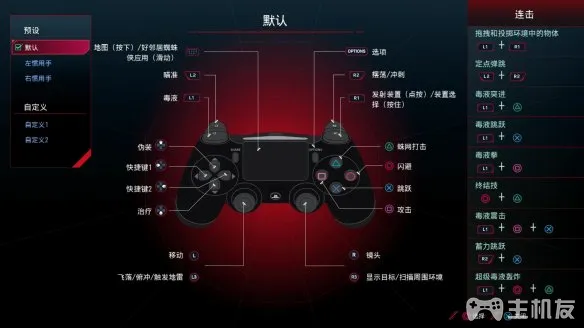 默认
连击
预设
默认
左惯用手
右惯用手
自定义
自定义1
自定义2
地图（按下）/好邻居蜘蛛
侠应用（滑动）
瞄准 L2
毒液 L1
伪装
快捷键1
快捷键2
治疗
移动 L
飞落/俯冲/触发地雷 L3
SHARE
OPTIONS
OPTIONS 选项
R2 摆荡/冲刺
R1 发射装置（点按）/装置选
择（按住）
蛛网打击
闪避
跳跃
攻击
R 镜头
R3 显示目标/扫描周围环境
拖拽和投掷环境中的物体
L1 + R1
定点弹跳
L2 + R2
毒液突进
L1 + △
毒液跳跃
L1 + ✕
毒液拳
L1 + □
终结技
○ + △
毒液震击
L1 + ○ + ✕
蓄力跳跃
R2 + ✕
超级毒液轰炸
L1 + ○ + △
主机友